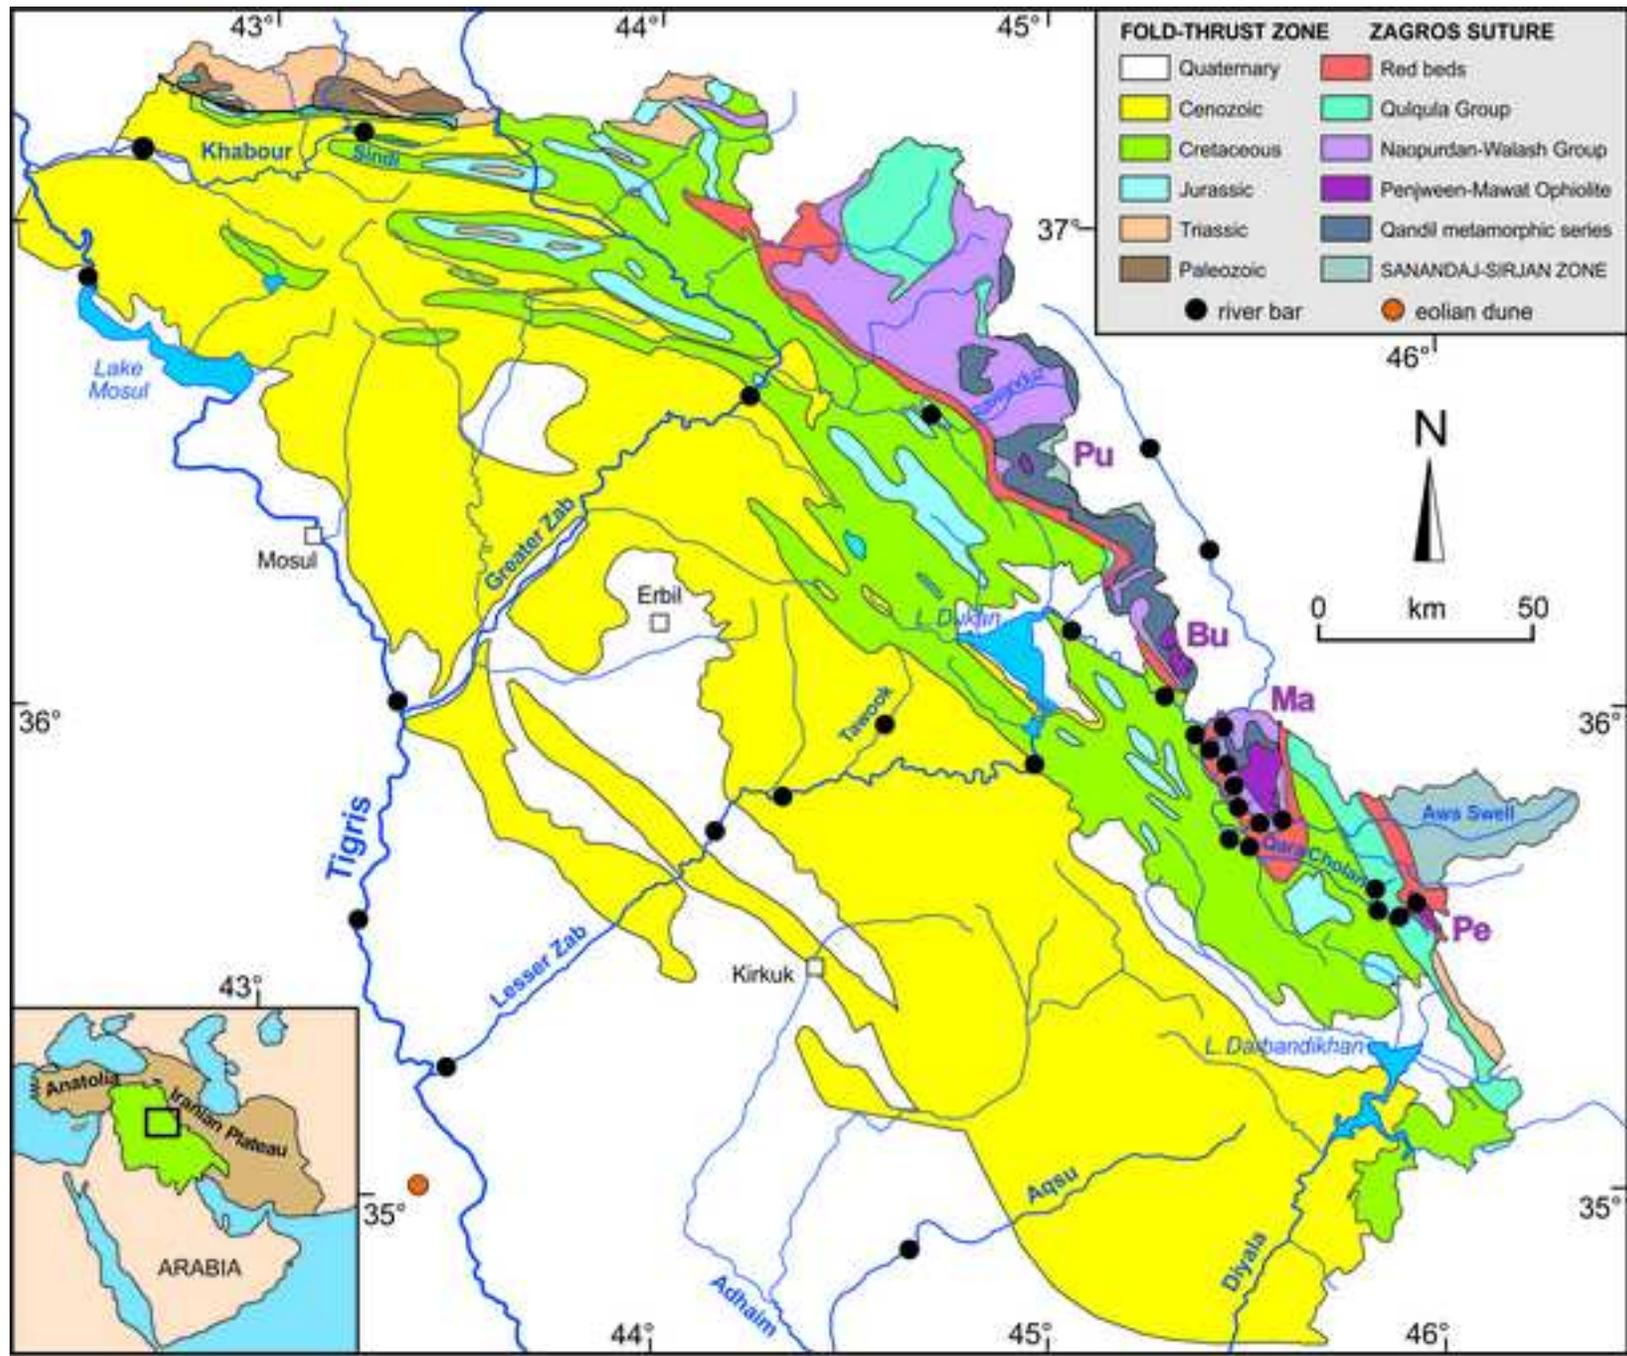 43°
44°
45°
FOLD-THRUST ZONE
ZAGROS SUTURE
Quaternary
Red beds
Cenozoic
Qulqula Group
Cretaceous
Naopurdan-Walash Group
Jurassic
Penjween-Mawat Ophiolite
Triassic
Qandil metamorphic series
Paleozoic
SANANDAJ-SIRJAN ZONE
river bar
eolian dune
Khabour
Sindi
37°
46°
Lake
Mosul
N
Pu
Mosul
Greater Zab
Erbil
0 km 50
L. Dukan
Bu
Ma
36°
36°
Tawook
Tigris
Aws Swell
Qara Cholan
Pe
Lesser Zab
Kirkuk
43°
L. Darbandikhan
Anatolia
Iranian Plateau
ARABIA
35°
35°
Aqsu
Diyala
Adhaim
44°
45°
46°